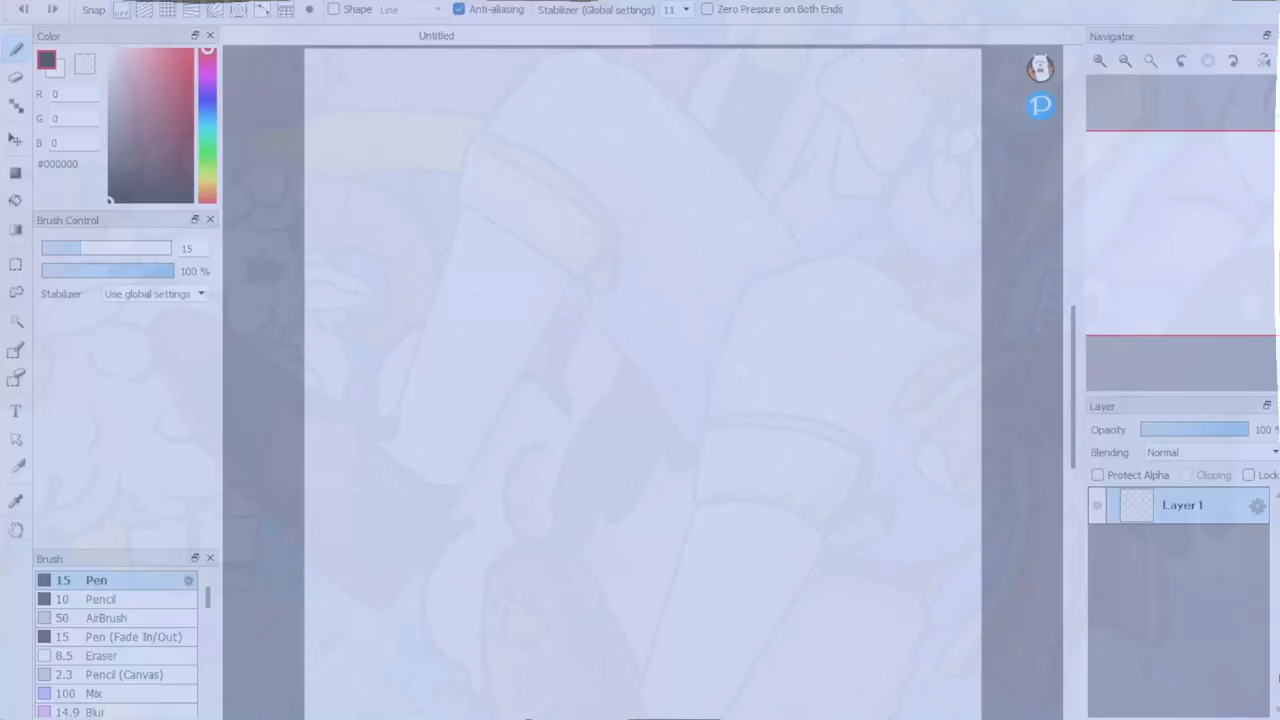 Snap off Shape Line Anti-aliasing Stabilizer (Global settings) 11 Zero Pressure on Both Ends
Color
Untitled
Navigator
R 0
G 0
B 0
#000000
Brush Control
15
100 %
Stabilizer Use global settings
Layer
Opacity 100 %
Blending Normal
Protect Alpha Clipping Lock
Layer1
T
Brush
15 Pen
10 Pencil
50 AirBrush
15 Pen (Fade In/Out)
8.5 Eraser
2.3 Pencil (Canvas)
100 Mix
14.9 Blur
P